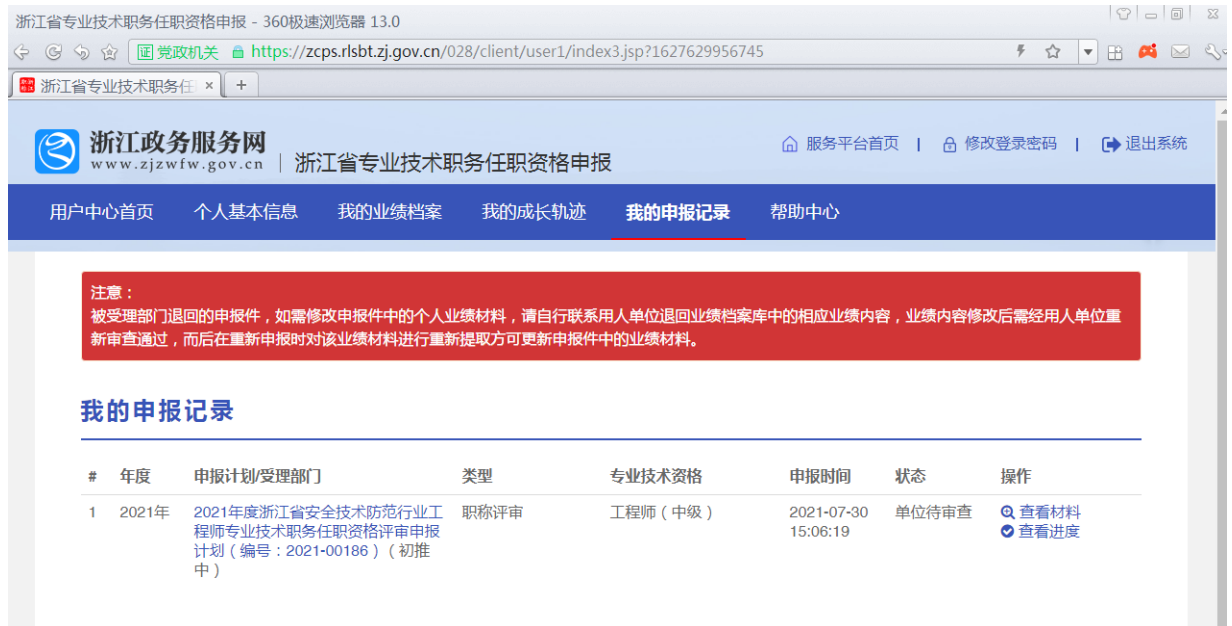 浙江省专业技术职务任职资格申报 - 360极速浏览器 13.0
证 党政机关 https://zcps.rlsbt.zj.gov.cn/028/client/user1/index3.jsp?1627629956745
浙江省专业技术职务任
浙江政务服务网
www.zjzwfw.gov.cn
浙江省专业技术职务任职资格申报
服务平台首页 | 修改登录密码 | 退出系统
用户中心首页 个人基本信息 我的业绩档案 我的成长轨迹 我的申报记录 帮助中心
注意：
被受理部门退回的申报件，如需修改申报件中的个人业绩材料，请自行联系用人单位退回业绩档案库中的相应业绩内容，业绩内容修改后需经用人单位重
新审查通过，而后在重新申报时对该业绩材料进行重新提取方可更新申报件中的业绩材料。
我的申报记录
# 年度 申报计划/受理部门 类型 专业技术资格 申报时间 状态 操作
1 2021年 2021年度浙江省安全技术防范行业工 职称评审 工程师（中级） 2021-07-30 单位待审查 查看材料
程师专业技术职务任职资格评审申报 15:06:19 查看进度
计划（编号：2021-00186）（初推
中）